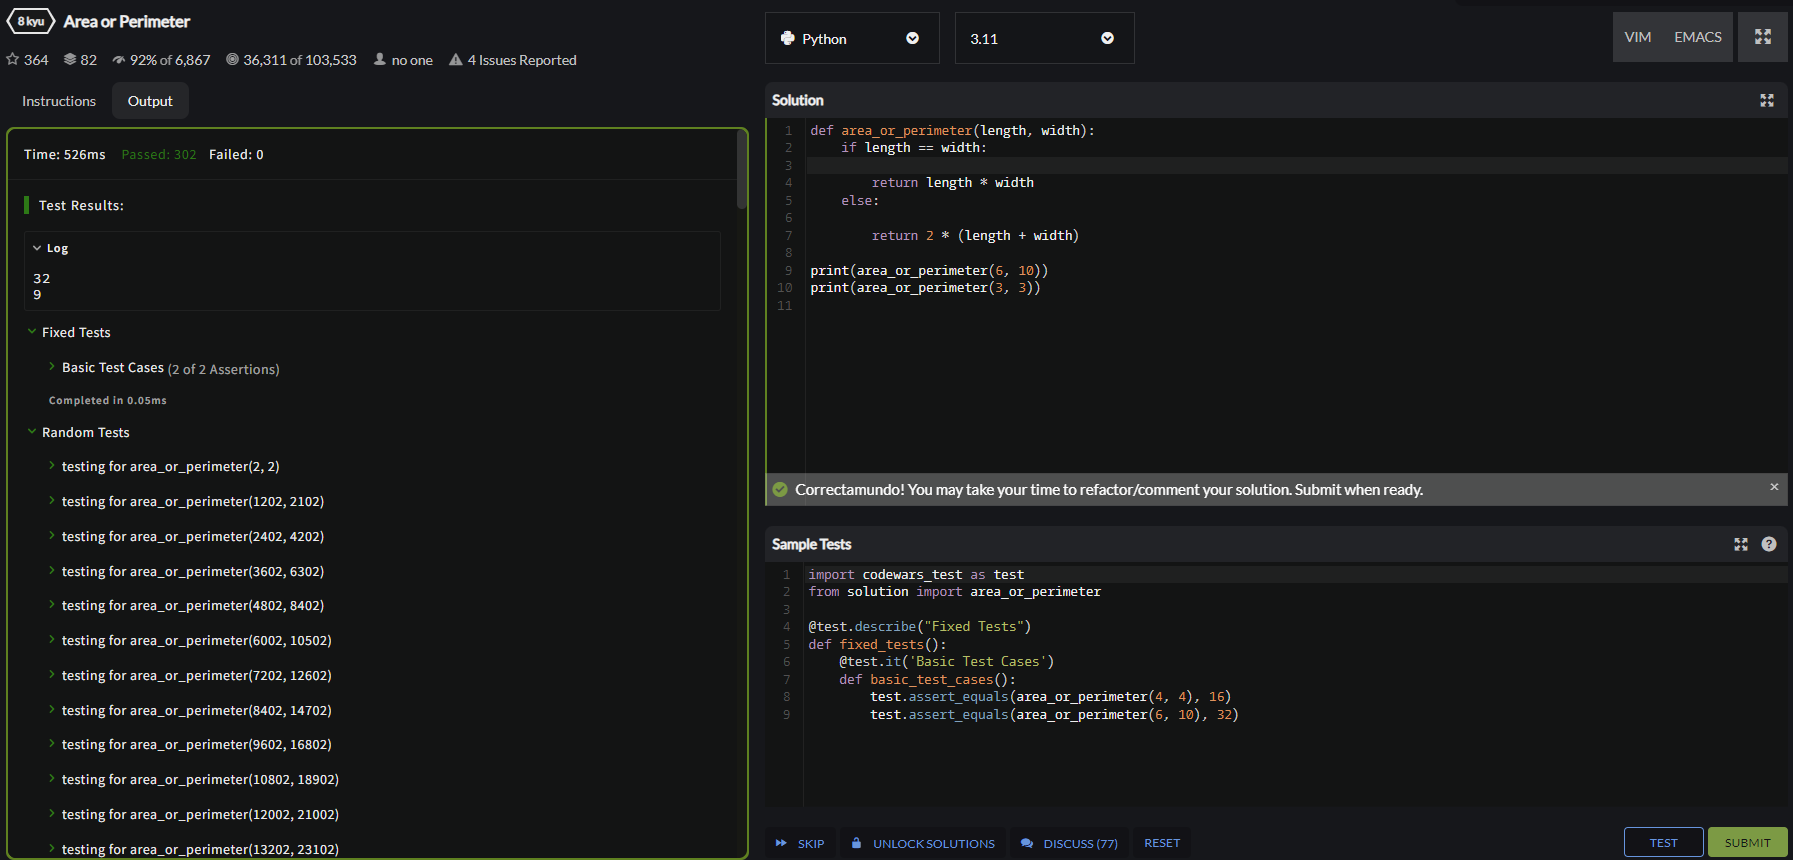 8 kyu Area or Perimeter
364 82 92% of 6,867 36,311 of 103,533 no one 4 Issues Reported
Instructions Output
Time: 526ms Passed: 302 Failed: 0
Test Results:
Log
32
9
Fixed Tests
Basic Test Cases (2 of 2 Assertions)
Completed in 0.05ms
Random Tests
testing for area_or_perimeter(2, 2)
testing for area_or_perimeter(1202, 2102)
testing for area_or_perimeter(2402, 4202)
testing for area_or_perimeter(3602, 6302)
testing for area_or_perimeter(4802, 8402)
testing for area_or_perimeter(6002, 10502)
testing for area_or_perimeter(7202, 12602)
testing for area_or_perimeter(8402, 14702)
testing for area_or_perimeter(9602, 16802)
testing for area_or_perimeter(10802, 18902)
testing for area_or_perimeter(12002, 21002)
testing for area_or_perimeter(13202, 23102)
Python 3.11 VIM EMACS
Solution
1 def area_or_perimeter(length, width):
2     if length == width:
3
4         return length * width
5     else:
6
7         return 2 * (length + width)
8
9 print(area_or_perimeter(6, 10))
10 print(area_or_perimeter(3, 3))
11
Correctamundo! You may take your time to refactor/comment your solution. Submit when ready. ×
Sample Tests ?
1 import codewars_test as test
2 from solution import area_or_perimeter
3
4 @test.describe("Fixed Tests")
5 def fixed_tests():
6     @test.it('Basic Test Cases')
7     def basic_test_cases():
8         test.assert_equals(area_or_perimeter(4, 4), 16)
9         test.assert_equals(area_or_perimeter(6, 10), 32)
SKIP UNLOCK SOLUTIONS DISCUSS (77) RESET TEST SUBMIT